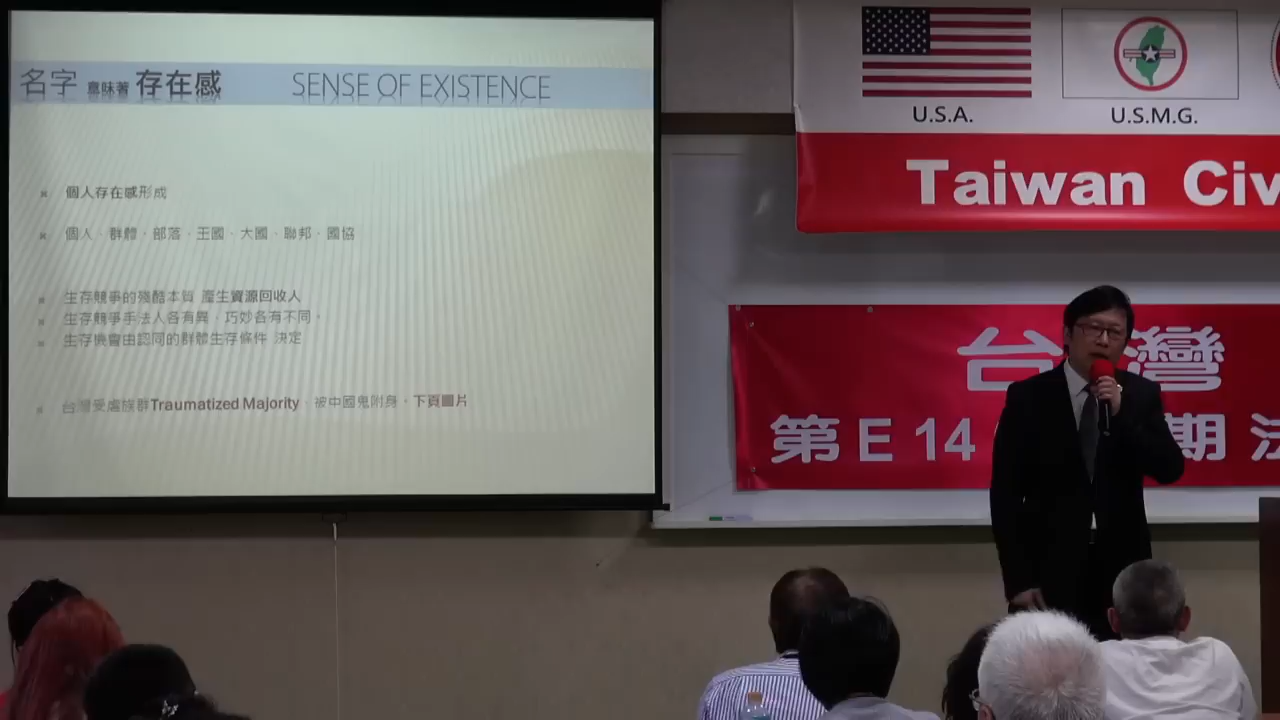 名字 意味著 存在感 SENSE OF EXISTENCE
個人存在感形成
個人、群體、部落、王國、大國、聯邦、國協
生存競爭的殘酷本質 產生資源回收人
生存競爭手法人各有異，巧妙各有不同。
生存機會由認同的群體生存條件 決定
台灣受虐族群Traumatized Majority、被中國鬼附身，下頁圖片
U.S.A.
U.S.M.G.
Taiwan Civ
台灣
第E14 期 法